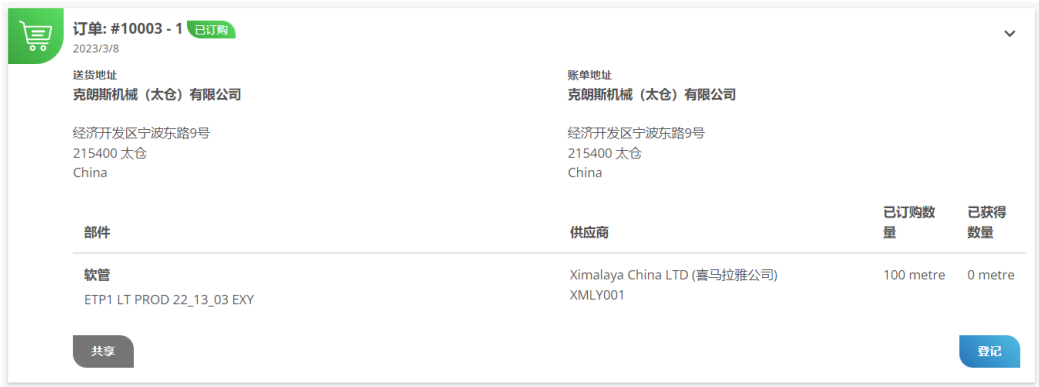 订单: #10003 - 1 已订购
2023/3/8
送货地址
克朗斯机械（太仓）有限公司
经济开发区宁波东路9号
215400 太仓
China
账单地址
克朗斯机械（太仓）有限公司
经济开发区宁波东路9号
215400 太仓
China
部件 供应商 已订购数量 已获得数量
软管 Ximalaya China LTD (喜马拉雅公司) 100 metre 0 metre
ETP1 LT PROD 22_13_03 EXY XMLY001
共享 登记